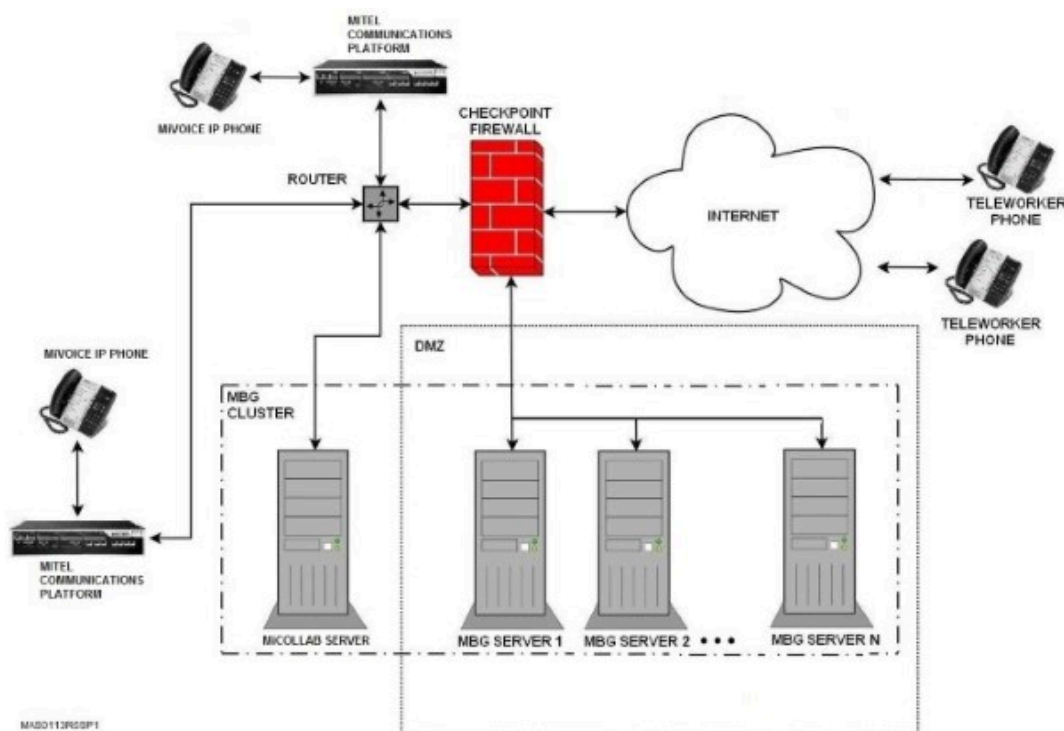 MITEL
COMMUNICATIONS
PLATFORM
MiVOICE IP PHONE
CHECKPOINT
FIREWALL
ROUTER
INTERNET
TELEWORKER
PHONE
TELEWORKER
PHONE
DMZ
MiVOICE IP PHONE
MBG
CLUSTER
MITEL
COMMUNICATIONS
PLATFORM
MiCOLLAB SERVER
MBG SERVER 1
MBG SERVER 2
•••
MBG SERVER N